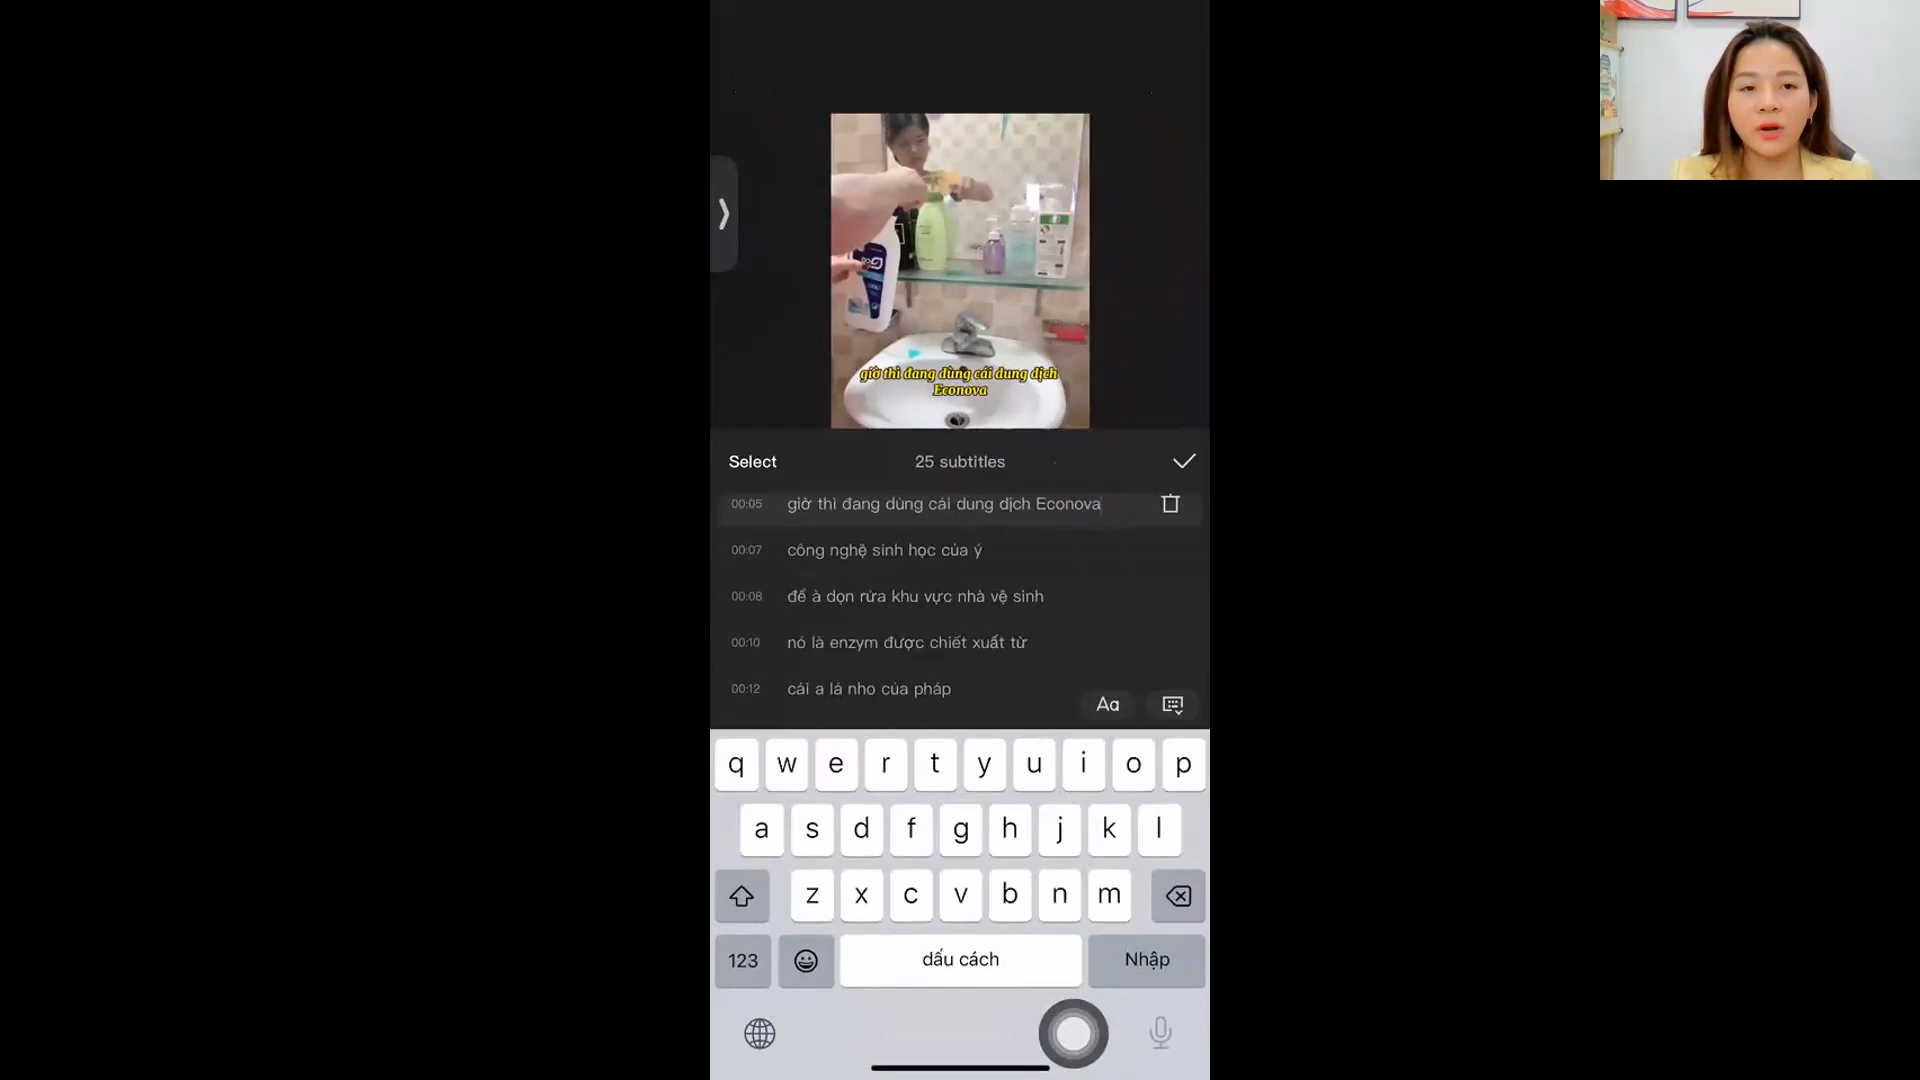 giờ thì đang dùng cái dung dịch
Econova
Select
25 subtitles
00:05 giờ thì đang dùng cái dung dịch Econova
00:07 công nghệ sinh học của ý
00:08 để à dọn rửa khu vực nhà vệ sinh
00:10 nó là enzym được chiết xuất từ
00:12 cái a lá nho của pháp
Aa
q w e r t y u i o p
a s d f g h j k l
z x c v b n m
123 dấu cách Nhập